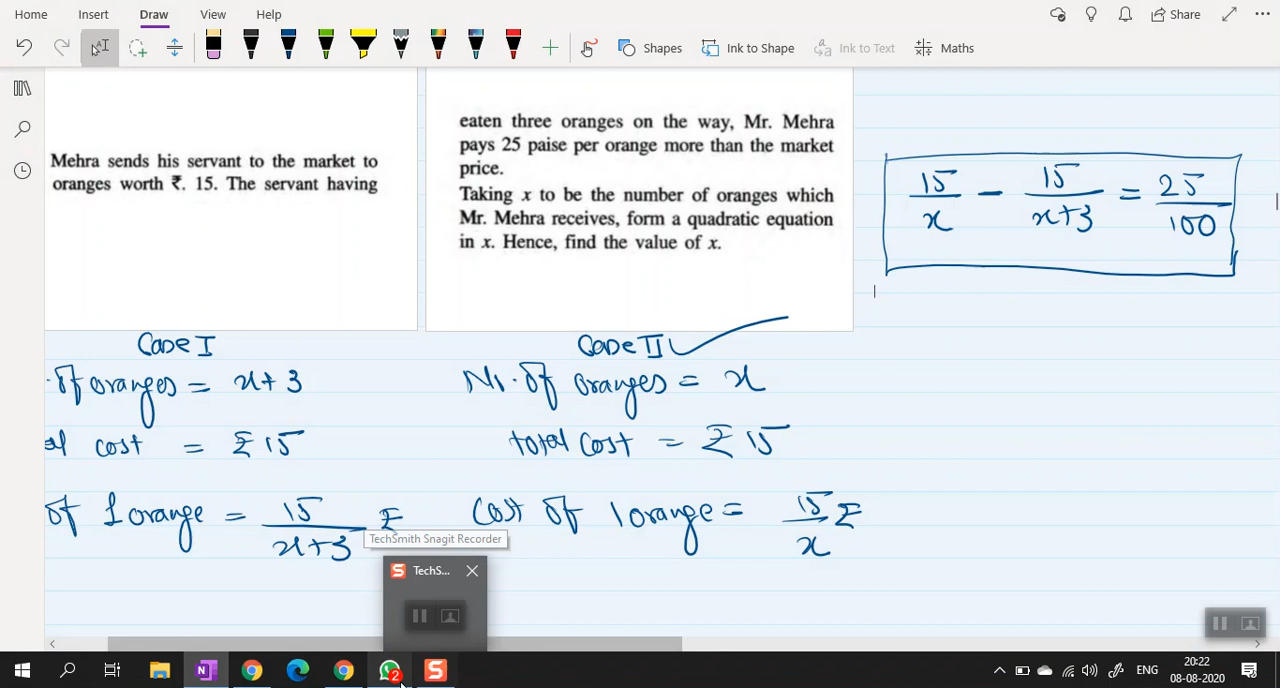 Home Insert Draw View Help Share
Shapes Ink to Shape Ink to Text Maths
Mehra sends his servant to the market to
oranges worth ₹. 15. The servant having
eaten three oranges on the way, Mr. Mehra
pays 25 paise per orange more than the market
price.
Taking x to be the number of oranges which
Mr. Mehra receives, form a quadratic equation
in x. Hence, find the value of x.
15/x - 15/x+3 = 25/100
Case I
. of oranges = x+3
al cost = ₹ 15
of 1 orange = 15/x+3 ₹
Case II
No. of oranges = x
total cost = ₹ 15
Cost of 1 orange = 15/x ₹
TechSmith Snagit Recorder
TechS...
2
ENG
20:22
08-08-2020